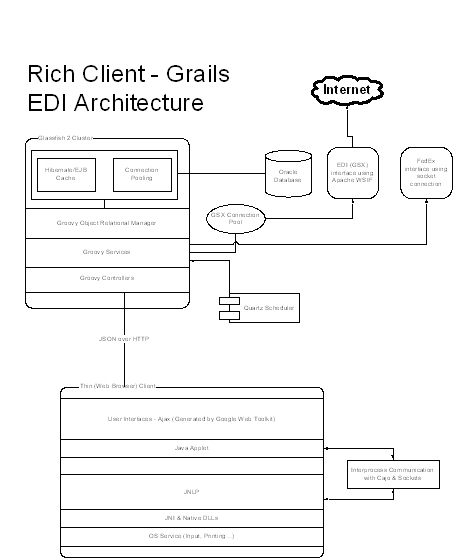 Rich Client - Grails
EDI Architecture
Internet
Glassfish 2 Cluster
Hibernate/EJB
Cache
Connection
Pooling
Oracle
Database
EDI (GSX)
interface using
Apache WSIF
FedEx
interface using
socket
connection
GSX Connection
Pool
Groovy Object Relational Manager
Groovy Services
Groovy Controllers
Quartz Scheduler
JSON over HTTP
Thin (Web Browser) Client
User Interfaces - Ajax (Generated by Google Web Toolkit)
Java Applet
Interprocess Communication
with Cajo & Sockets
JNLP
JNI & Native DLLs
OS Service (Input, Printing...)